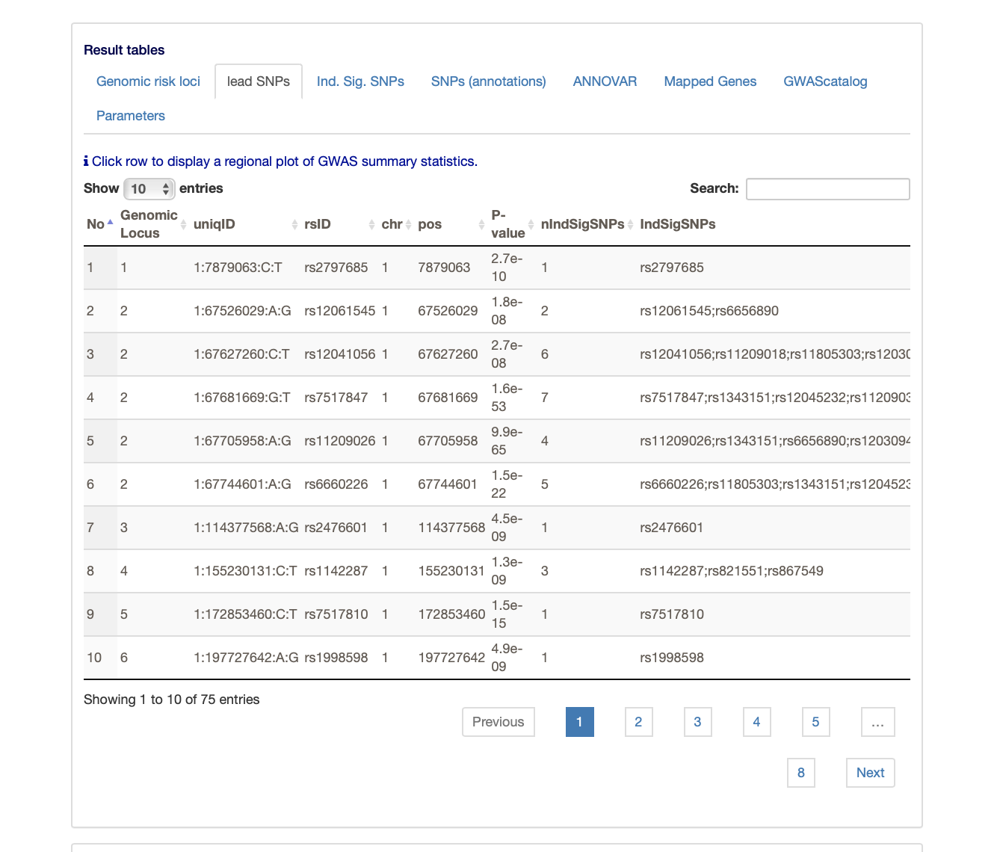 Result tables
Genomic risk loci lead SNPs Ind. Sig. SNPs SNPs (annotations) ANNOVAR Mapped Genes GWAScatalog
Parameters
i Click row to display a regional plot of GWAS summary statistics.
Show 10 entries Search:
No Genomic Locus uniqID rsID chr pos P-value nIndSigSNPs IndSigSNPs
1 1 1:7879063:C:T rs2797685 1 7879063 2.7e-10 1 rs2797685
2 2 1:67526029:A:G rs12061545 1 67526029 1.8e-08 2 rs12061545;rs6656890
3 2 1:67627260:C:T rs12041056 1 67627260 2.7e-08 6 rs12041056;rs11209018;rs11805303;rs12030
4 2 1:67681669:G:T rs7517847 1 67681669 1.6e-53 7 rs7517847;rs1343151;rs12045232;rs1120903
5 2 1:67705958:A:G rs11209026 1 67705958 9.9e-65 4 rs11209026;rs1343151;rs6656890;rs1203094
6 2 1:67744601:A:G rs6660226 1 67744601 1.5e-22 5 rs6660226;rs11805303;rs1343151;rs1204523
7 3 1:114377568:A:G rs2476601 1 114377568 4.5e-09 1 rs2476601
8 4 1:155230131:C:T rs1142287 1 155230131 1.3e-09 3 rs1142287;rs821551;rs867549
9 5 1:172853460:C:T rs7517810 1 172853460 1.5e-15 1 rs7517810
10 6 1:197727642:A:G rs1998598 1 197727642 4.9e-09 1 rs1998598
Showing 1 to 10 of 75 entries
Previous 1 2 3 4 5 …
8 Next